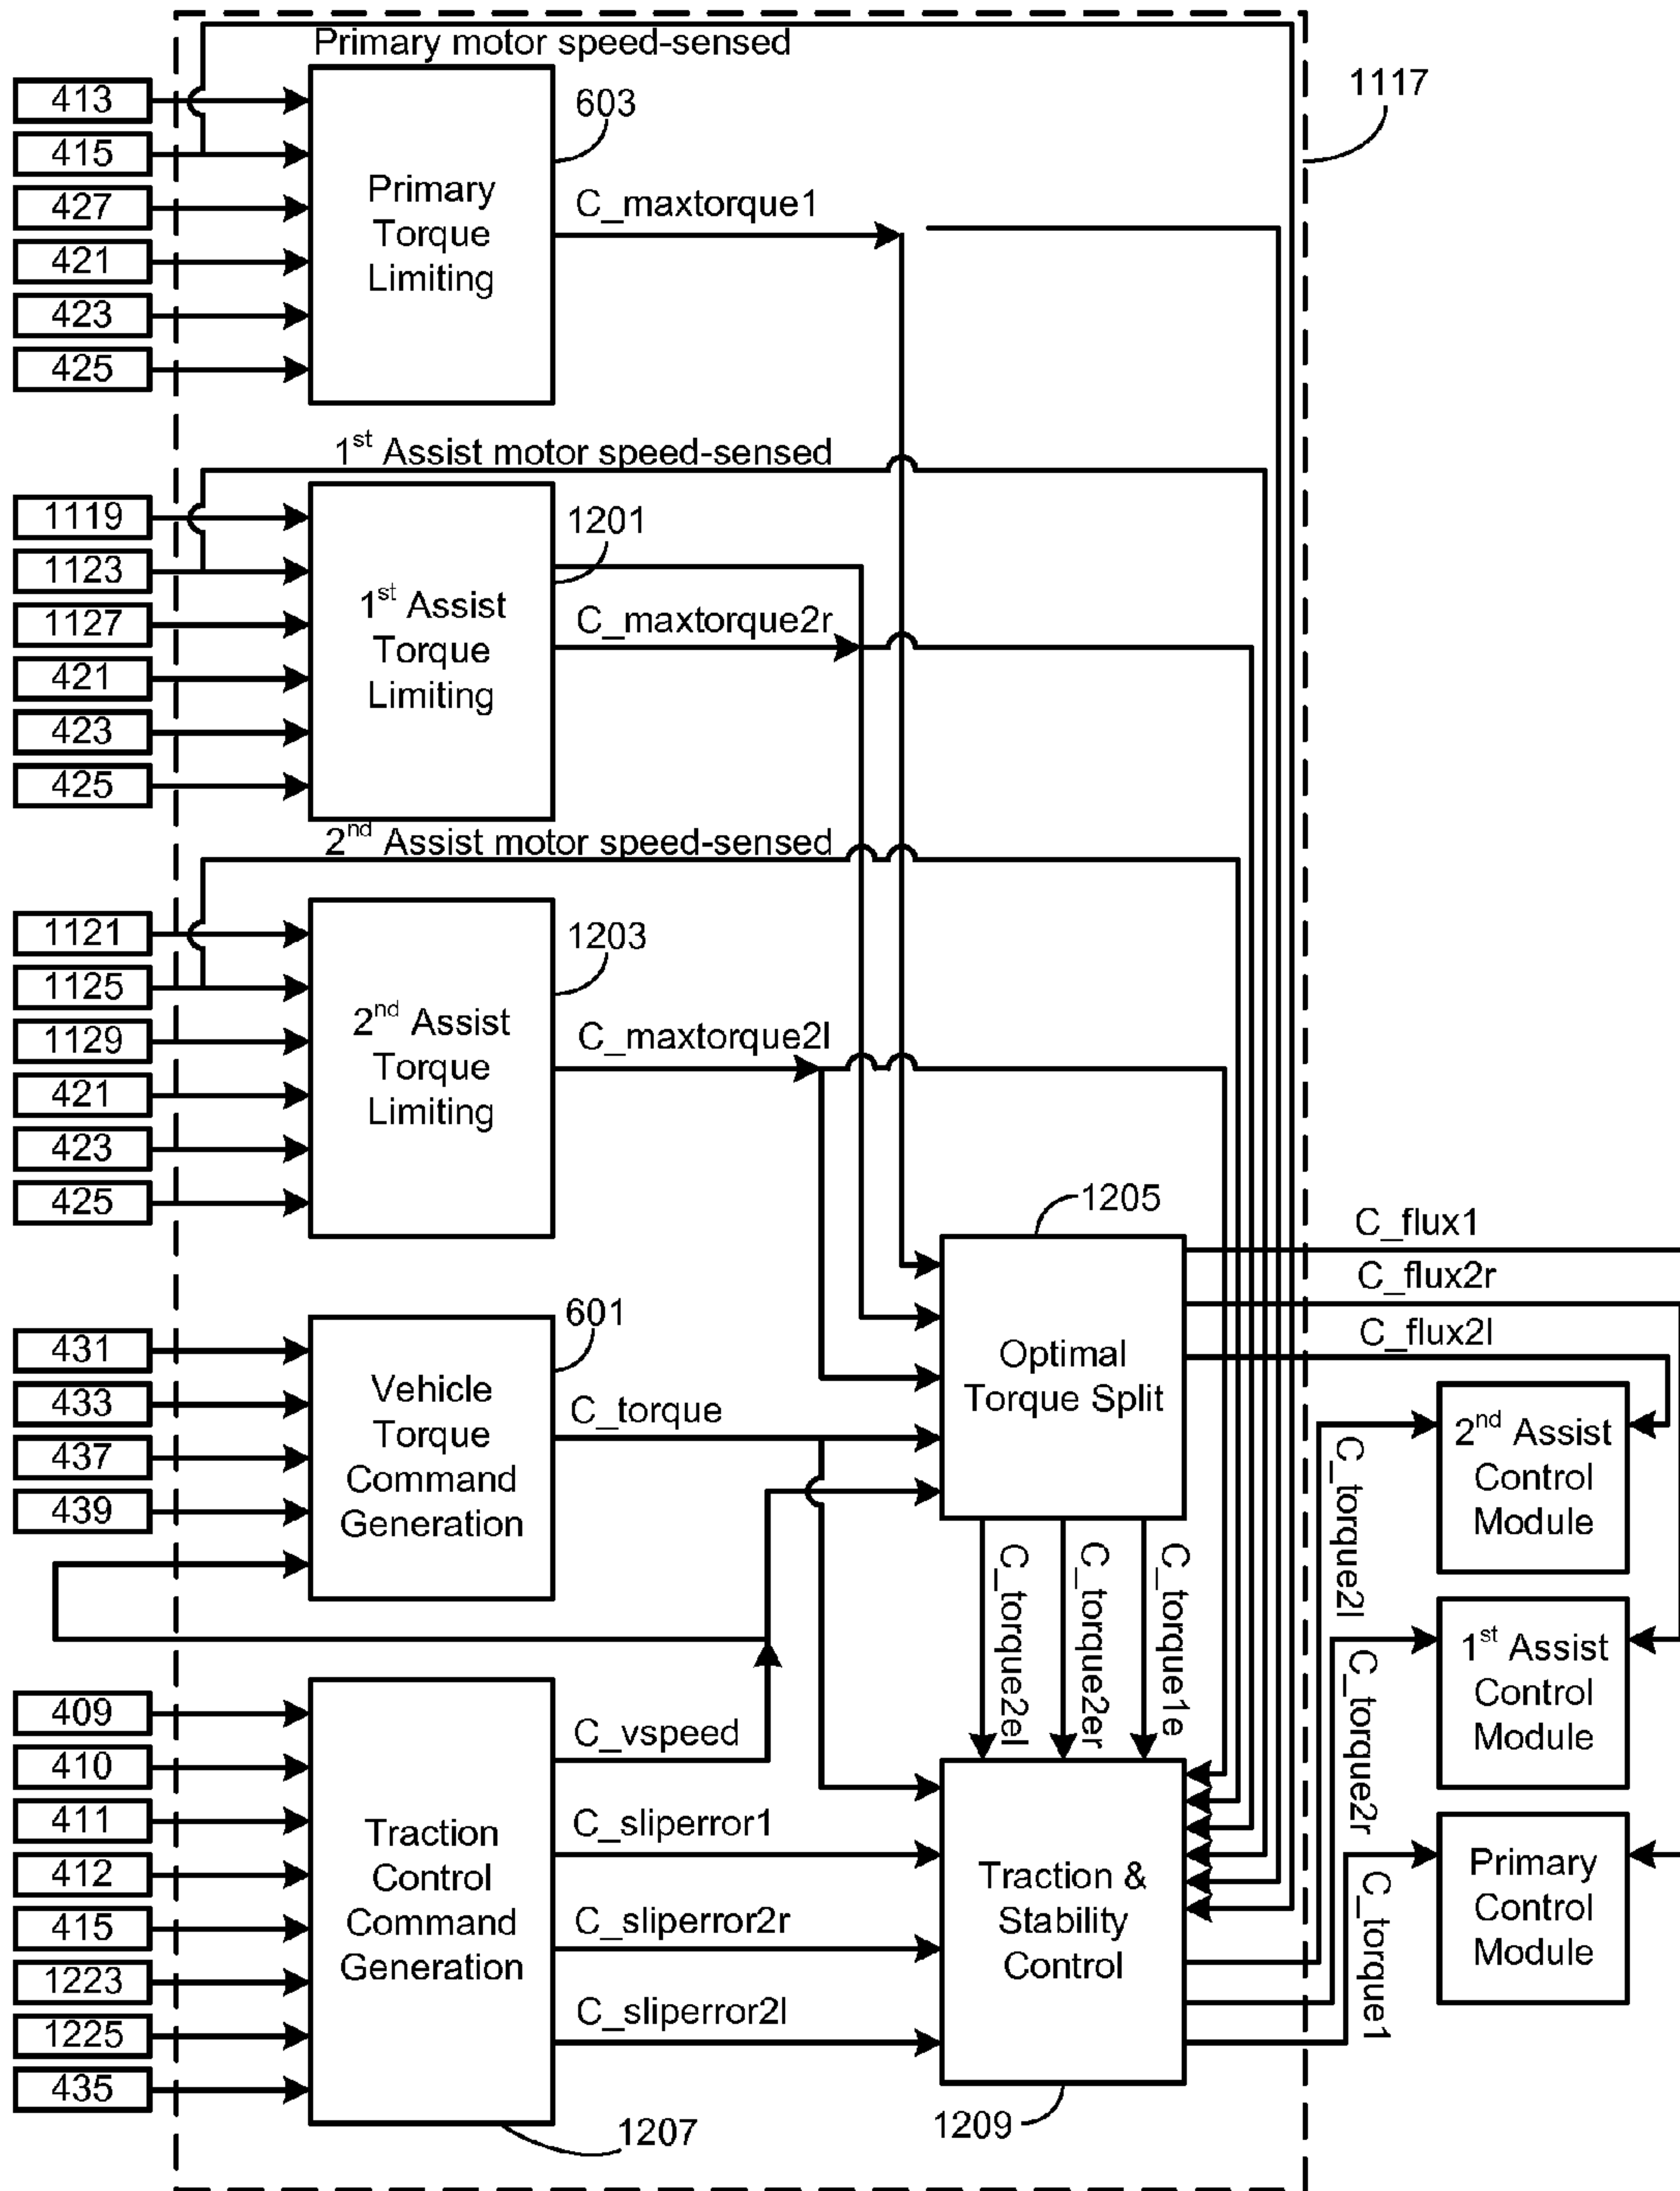 Primary motor speed-sensed
1117
413
415
427
421
423
425
603
Primary
Torque
Limiting
C_maxtorque1
1st Assist motor speed-sensed
1119
1123
1127
421
423
425
1201
1st Assist
Torque
Limiting
C_maxtorque2r
2nd Assist motor speed-sensed
1121
1125
1129
421
423
425
1203
2nd Assist
Torque
Limiting
C_maxtorque2l
1205
Optimal
Torque Split
C_flux1
C_flux2r
C_flux2l
431
433
437
439
601
Vehicle
Torque
Command
Generation
C_torque
C_torque2el
C_torque2er
C_torque1e
C_torque2l
C_torque2r
C_torque1
2nd Assist
Control
Module
1st Assist
Control
Module
Primary
Control
Module
409
410
411
412
415
1223
1225
435
Traction
Control
Command
Generation
1207
C_vspeed
C_sliperror1
C_sliperror2r
C_sliperror2l
Traction &
Stability
Control
1209